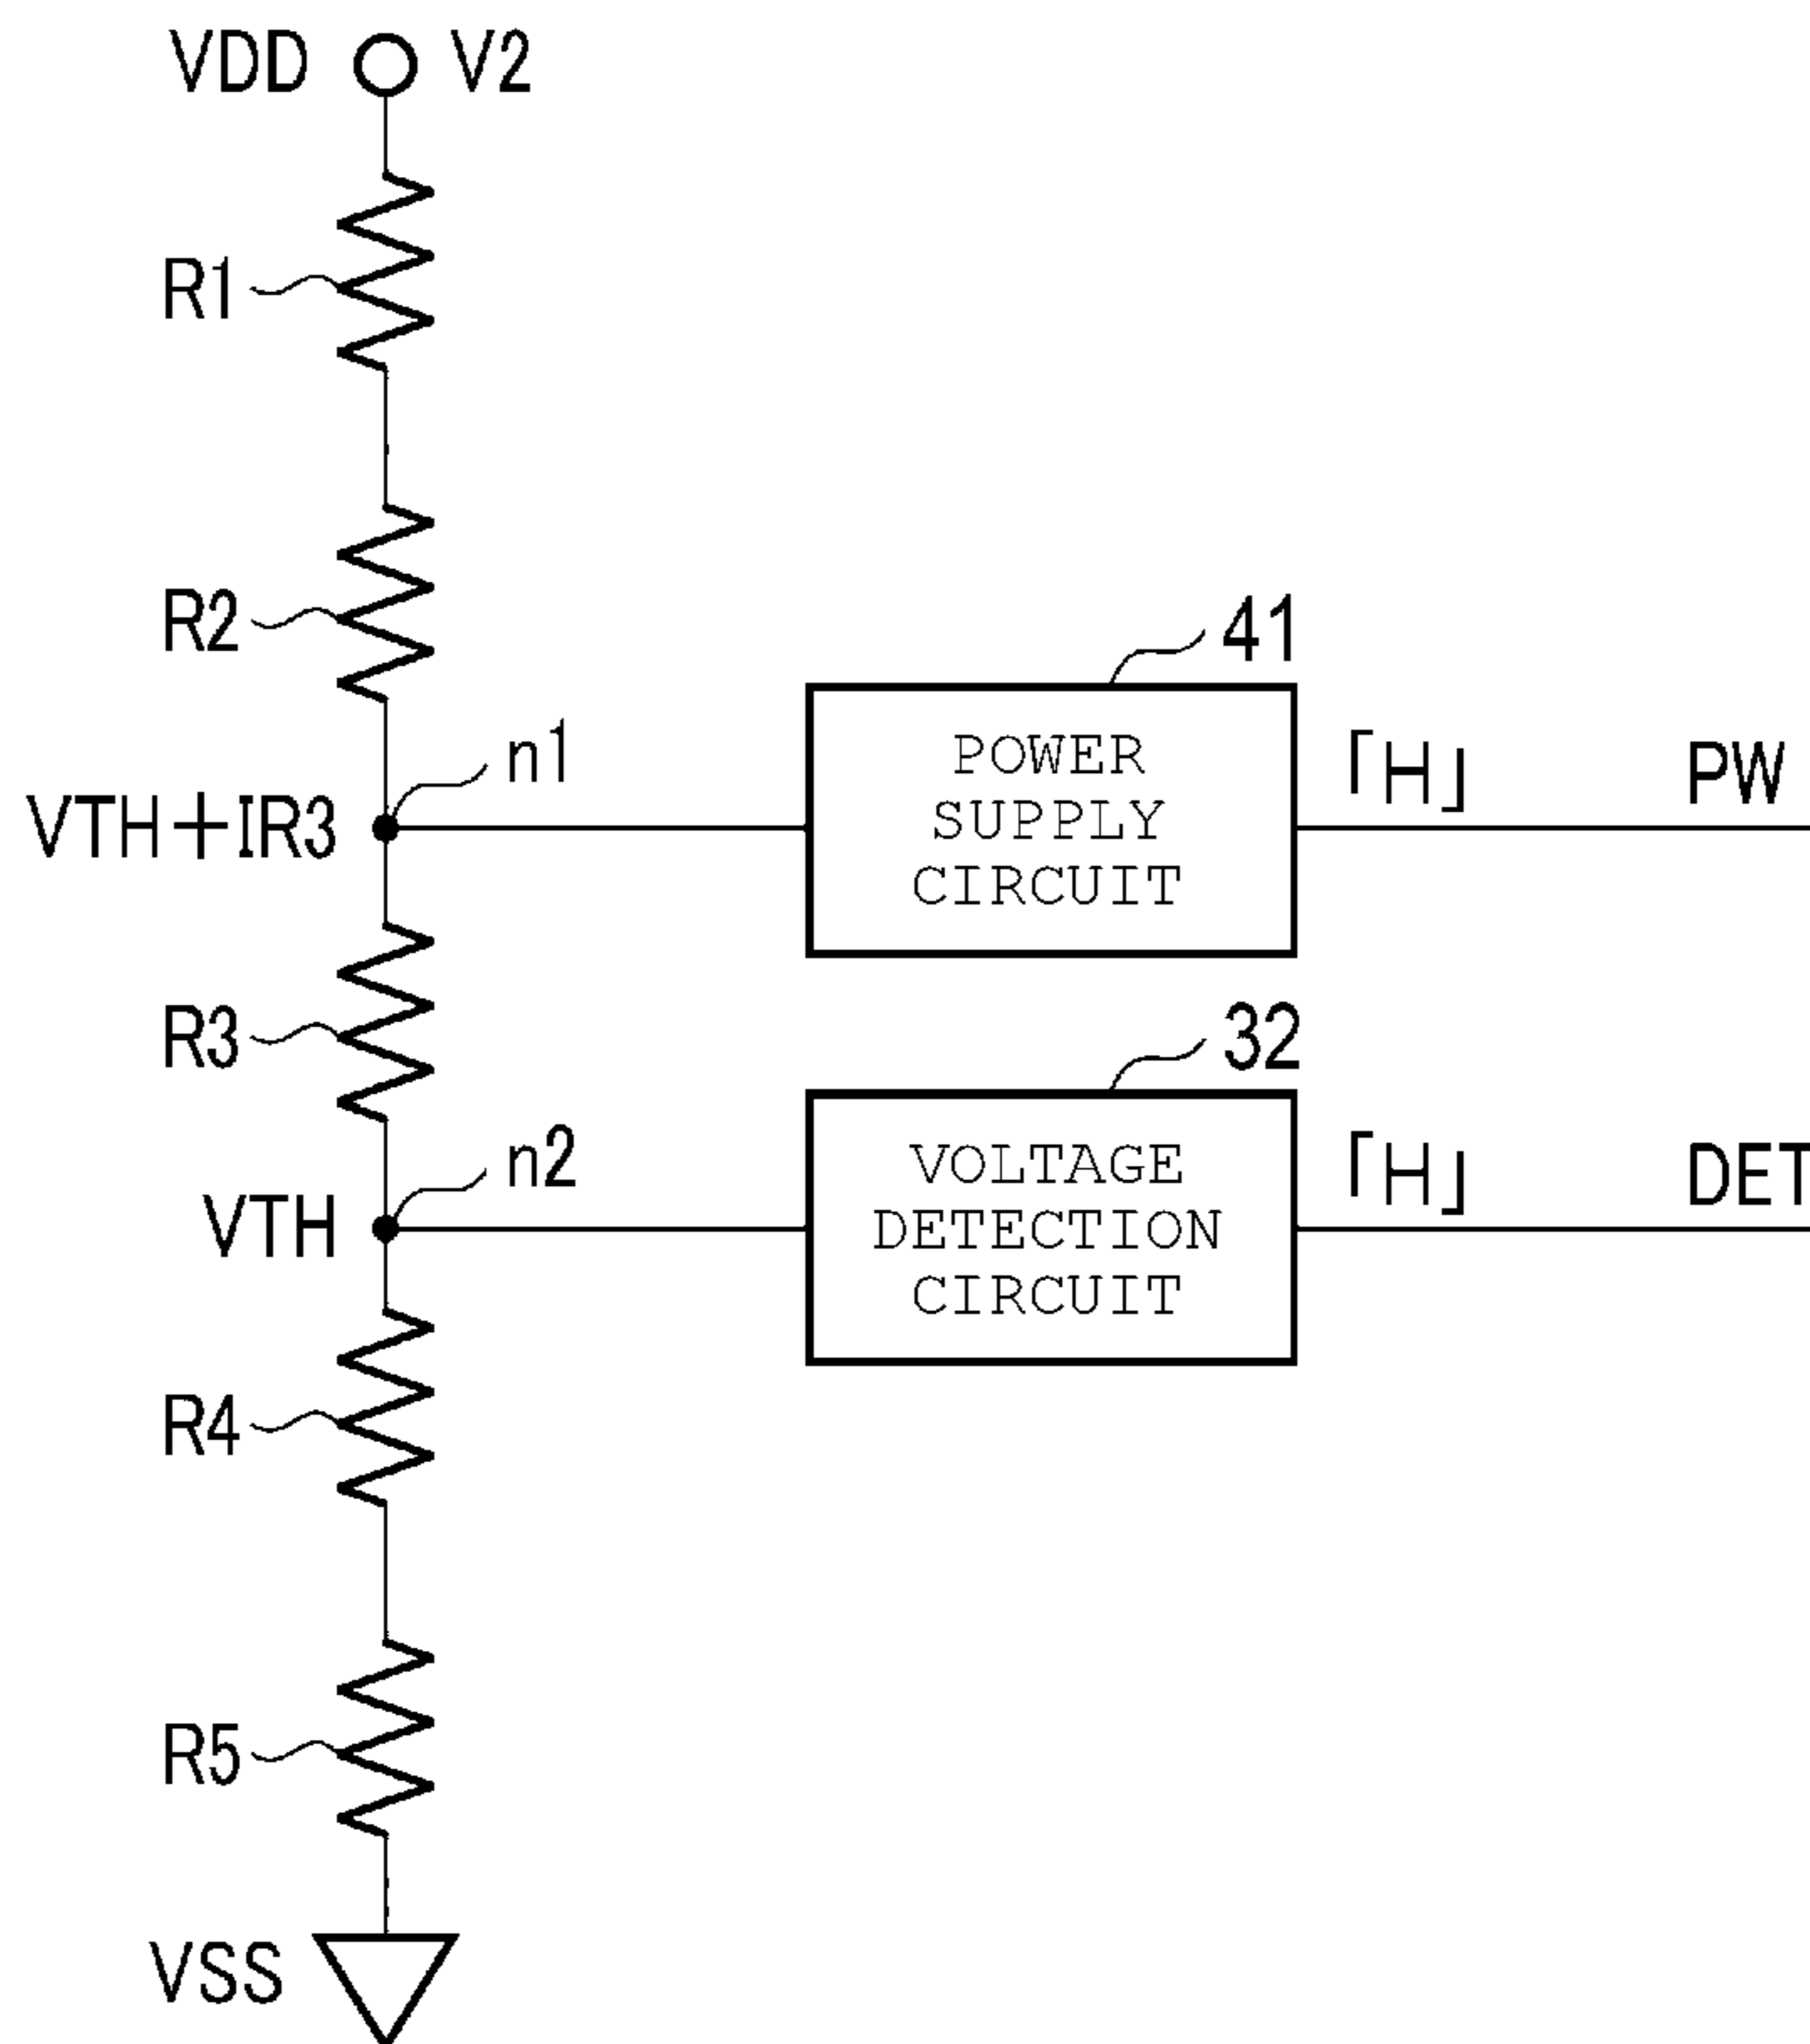 VDD V2
R1
R2
41
n1
POWER
SUPPLY
CIRCUIT
「H」 PW
VTH+IR3
R3
32
n2
VOLTAGE
DETECTION
CIRCUIT
「H」 DET
VTH
R4
R5
VSS